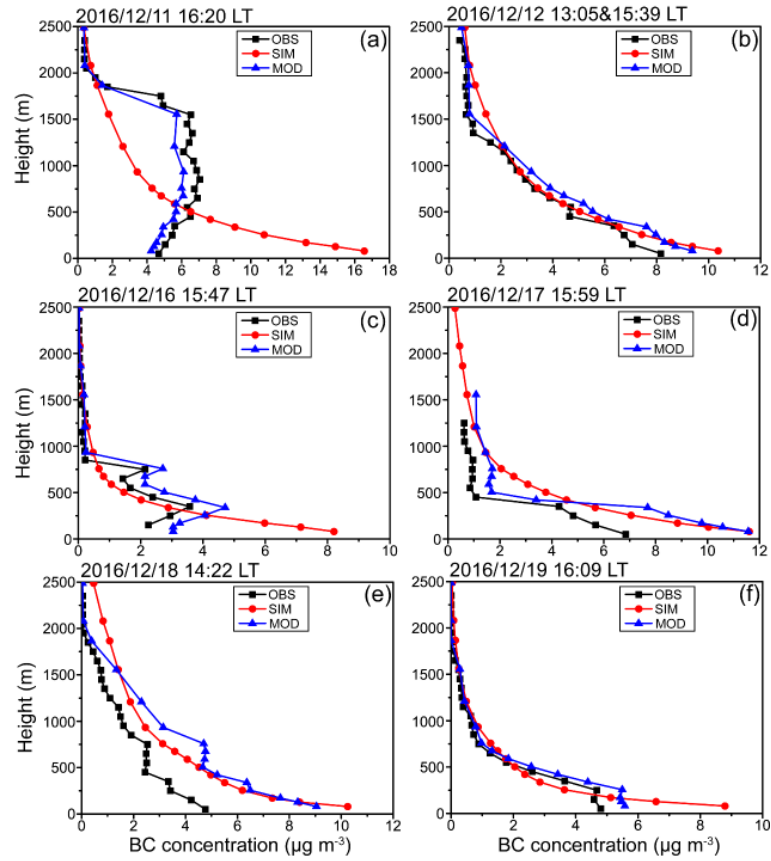 2016/12/11 16:20 LT
2016/12/12 13:05&15:39 LT
(a)
(b)
OBS
SIM
MOD
OBS
SIM
MOD
Height (m)
2500
2000
1500
1000
500
0
2500
2000
1500
1000
500
0
0 2 4 6 8 10 12 14 16 18
0 2 4 6 8 10 12
2016/12/16 15:47 LT
2016/12/17 15:59 LT
(c)
(d)
OBS
SIM
MOD
OBS
SIM
MOD
Height (m)
2500
2000
1500
1000
500
0
2500
2000
1500
1000
500
0
0 2 4 6 8 10
0 2 4 6 8 10 12
2016/12/18 14:22 LT
2016/12/19 16:09 LT
(e)
(f)
OBS
SIM
MOD
OBS
SIM
MOD
Height (m)
2500
2000
1500
1000
500
0
2500
2000
1500
1000
500
0
0 2 4 6 8 10 12
0 2 4 6 8 10
BC concentration (μg m⁻³)
BC concentration (μg m⁻³)